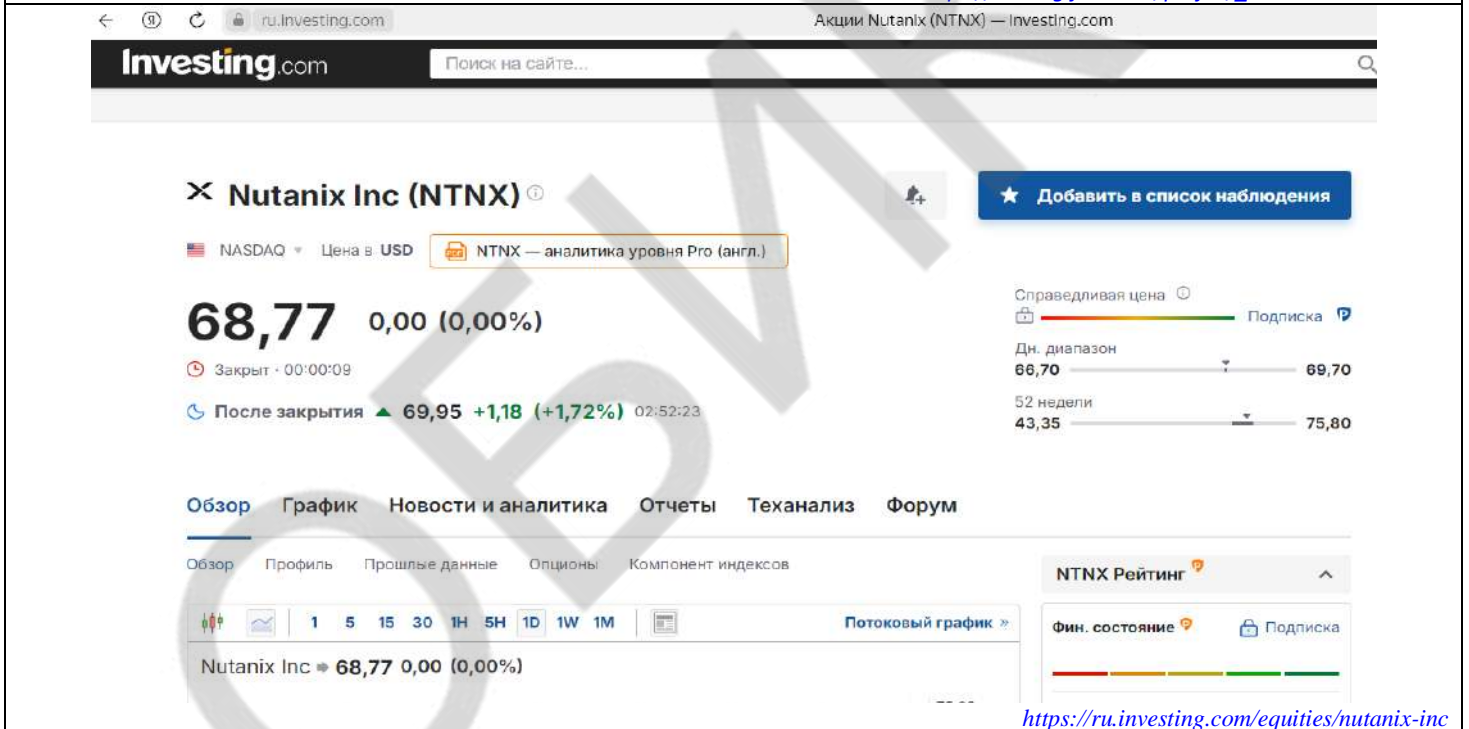 ru.investing.com
Акции Nutanix (NTNX) — Investing.com
Investing.com
Поиск на сайте...
Nutanix Inc (NTNX)
Добавить в список наблюдения
NASDAQ Цена в USD NTNX — аналитика уровня Pro (англ.)
68,77 0,00 (0,00%)
Справедливая цена
Подписка
Закрыт · 00:00:09
Дн. диапазон
66,70 69,70
После закрытия 69,95 +1,18 (+1,72%) 02:52:23
52 недели
43,35 75,80
Обзор График Новости и аналитика Отчеты Теханализ Форум
Обзор Профиль Прошлые данные Опционы Компонент индексов
NTNX Рейтинг
1 5 15 30 1H 5H 1D 1W 1M Потоковый график »
Фин. состояние Подписка
Nutanix Inc 68,77 0,00 (0,00%)
https://ru.investing.com/equities/nutanix-inc